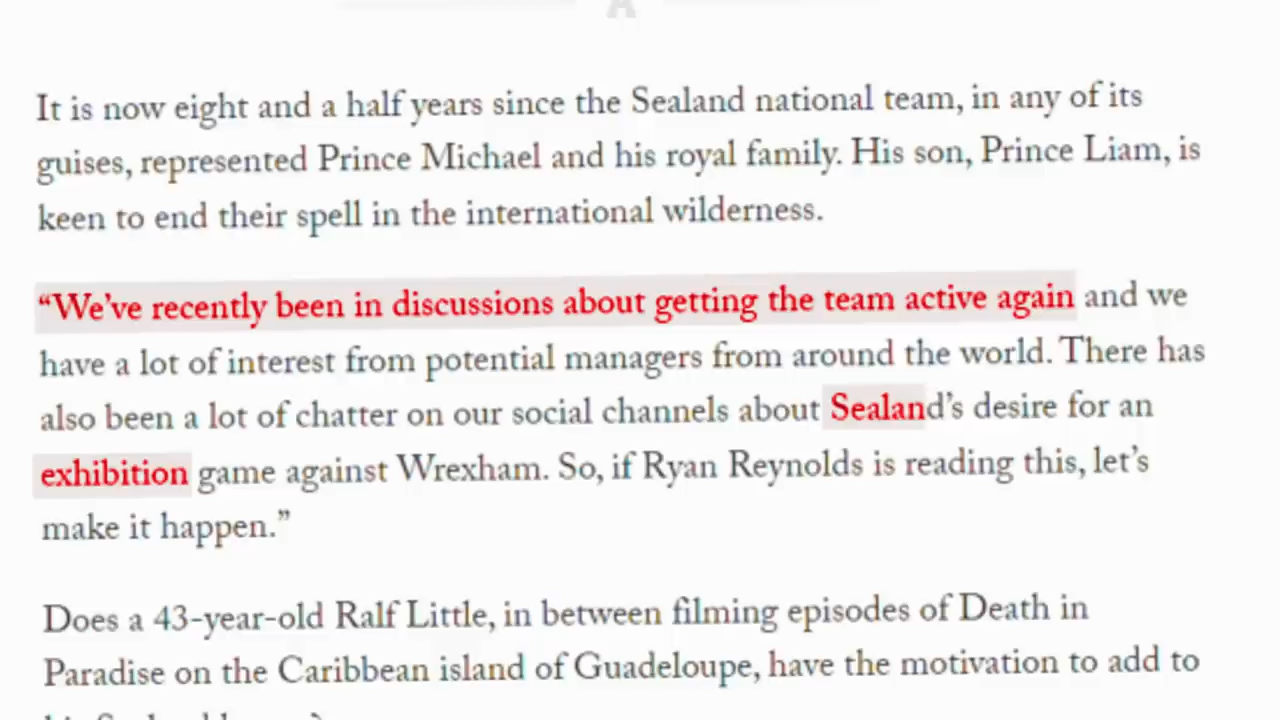 It is now eight and a half years since the Sealand national team, in any of its
guises, represented Prince Michael and his royal family. His son, Prince Liam, is
keen to end their spell in the international wilderness.
“We’ve recently been in discussions about getting the team active again and we
have a lot of interest from potential managers from around the world. There has
also been a lot of chatter on our social channels about Sealand’s desire for an
exhibition game against Wrexham. So, if Ryan Reynolds is reading this, let’s
make it happen.”
Does a 43-year-old Ralf Little, in between filming episodes of Death in
Paradise on the Caribbean island of Guadeloupe, have the motivation to add to